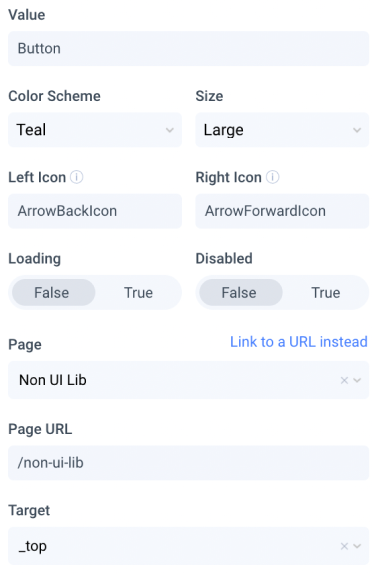 Value
Button
Color Scheme Size
Teal Large
Left Icon Right Icon
ArrowBackIcon ArrowForwardIcon
Loading Disabled
False True False True
Page Link to a URL instead
Non UI Lib
Page URL
/non-ui-lib
Target
_top